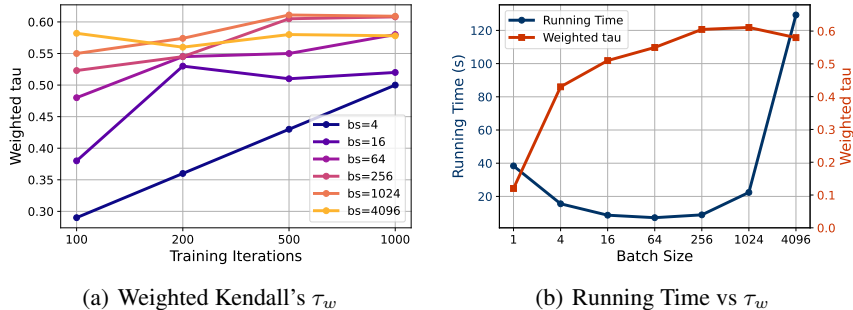 Weighted tau
0.60
0.55
0.50
0.45
0.40
0.35
0.30
bs=4
bs=16
bs=64
bs=256
bs=1024
bs=4096
100
200
500
1000
Training Iterations
(a) Weighted Kendall's τw
Running Time (s)
120
100
80
60
40
20
Running Time
Weighted tau
0.6
0.5
0.4
0.3
0.2
0.1
0.0
Weighted tau
1
4
16
64
256
1024
4096
Batch Size
(b) Running Time vs τw